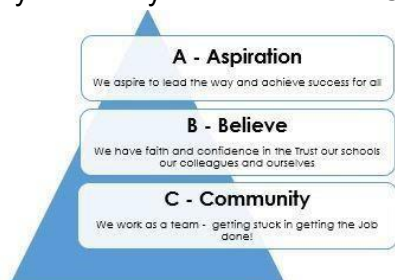 A - Aspiration
We aspire to lead the way and achieve success for all
B - Believe
We have faith and confidence in the Trust our schools
our colleagues and ourselves
C - Community
We work as a team - getting stuck in getting the Job
done!